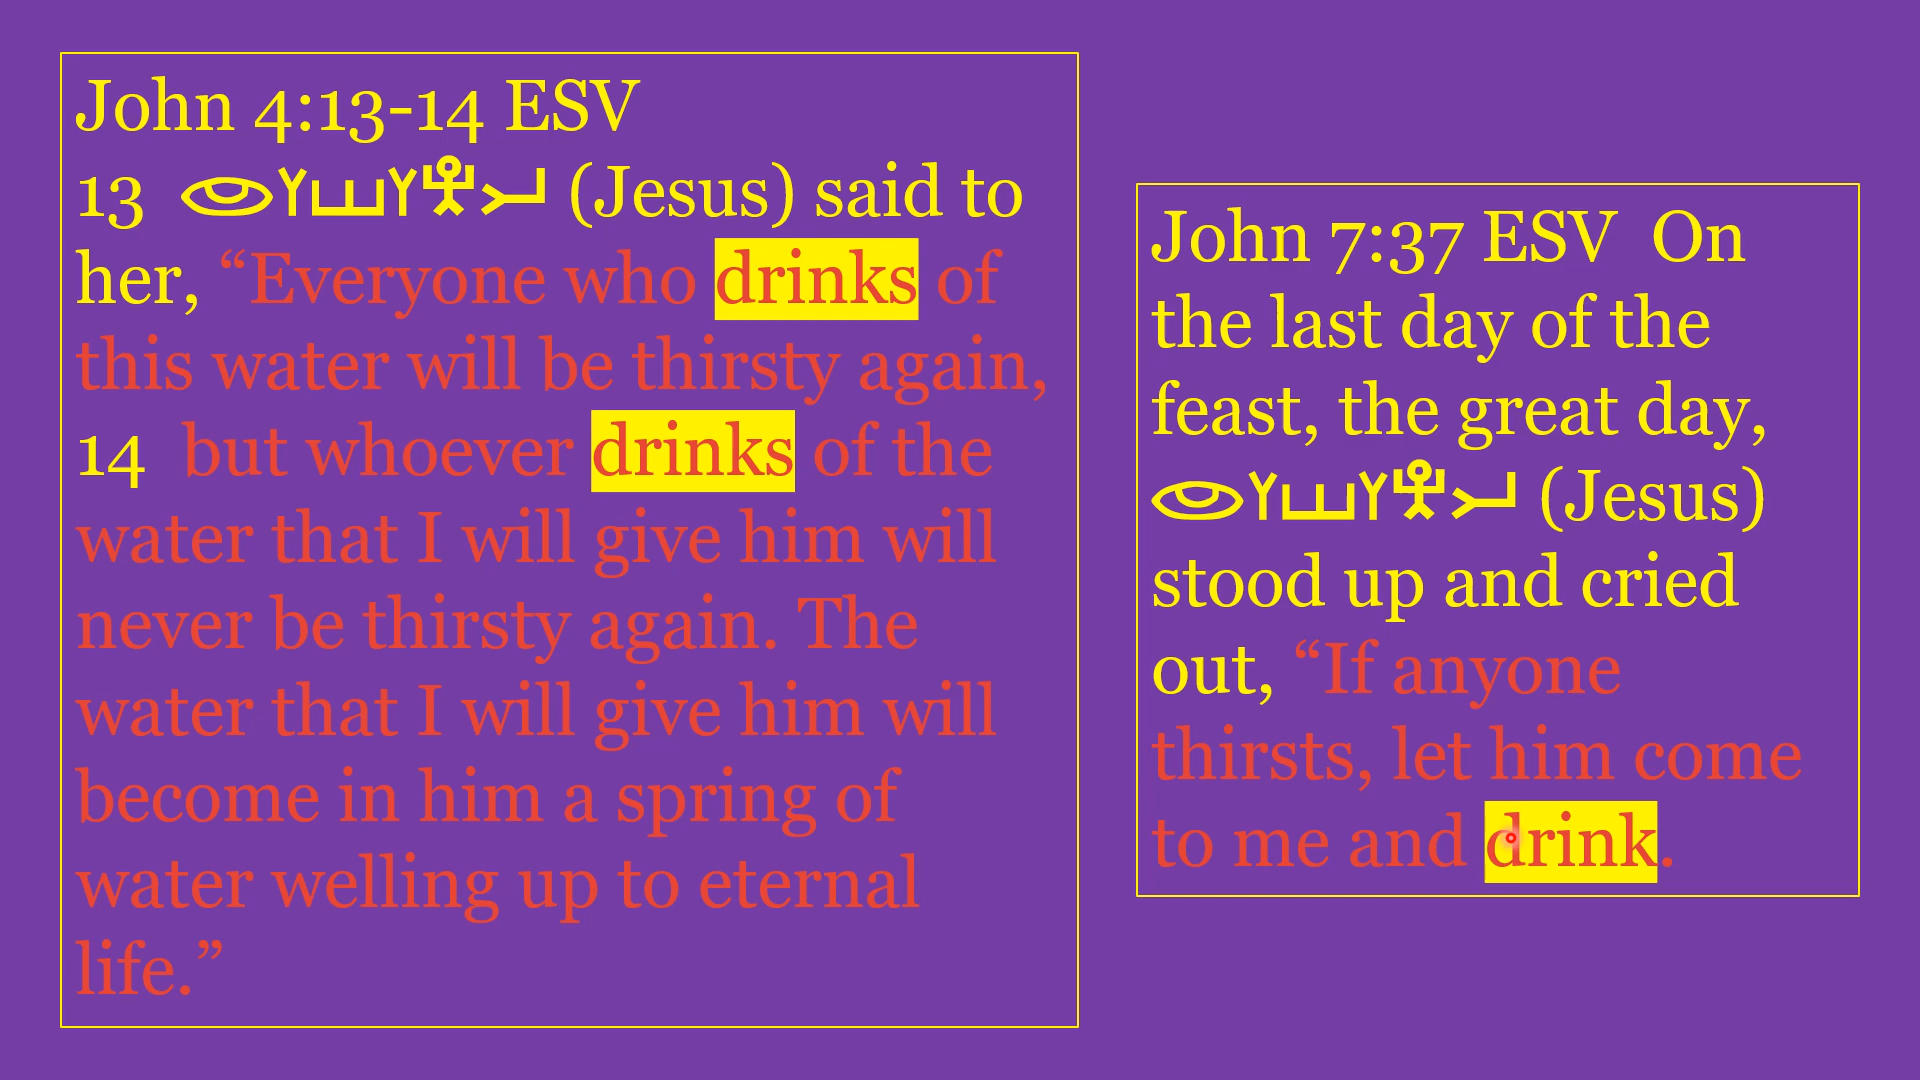 John 4:13-14 ESV
13 (Jesus) said to
her, “Everyone who drinks of
this water will be thirsty again,
14 but whoever drinks of the
water that I will give him will
never be thirsty again. The
water that I will give him will
become in him a spring of
water welling up to eternal
life.”
John 7:37 ESV On
the last day of the
feast, the great day,
(Jesus)
stood up and cried
out, “If anyone
thirsts, let him come
to me and drink.